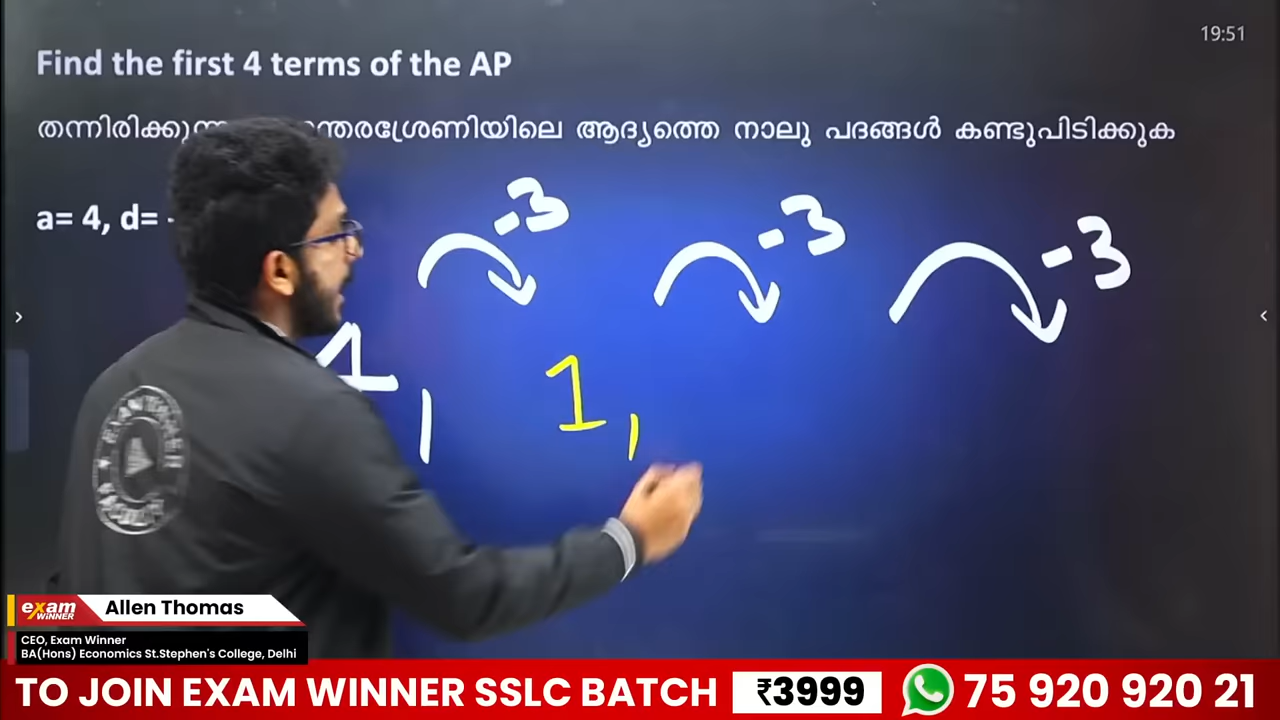 19:51
Find the first 4 terms of the AP
ആദ്യത്തെ നാലു പദങ്ങൾ കണ്ടുപിടിക്കുക
a= 4, d= -
-3 -3 -3
4, 1,
exam WINNER
Allen Thomas
CEO, Exam Winner
BA(Hons) Economics St.Stephen's College, Delhi
TO JOIN EXAM WINNER SSLC BATCH ₹3999 75 920 920 21